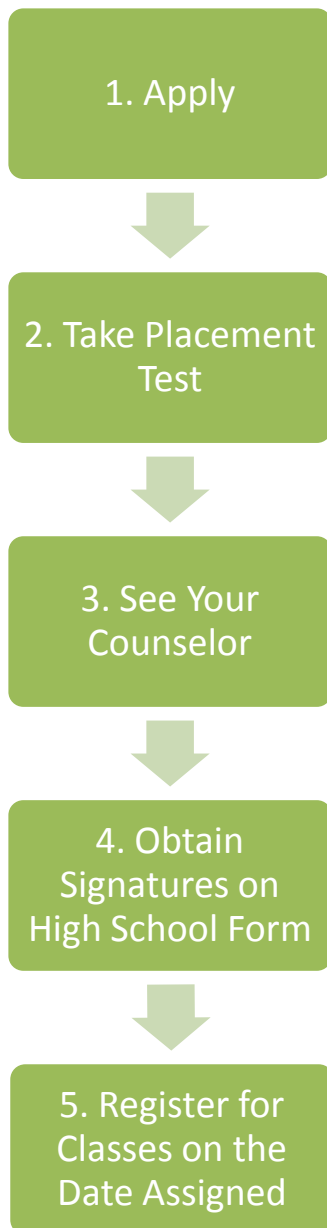 1. Apply
2. Take Placement
Test
3. See Your
Counselor
4. Obtain
Signatures on
High School Form
5. Register for
Classes on the
Date Assigned